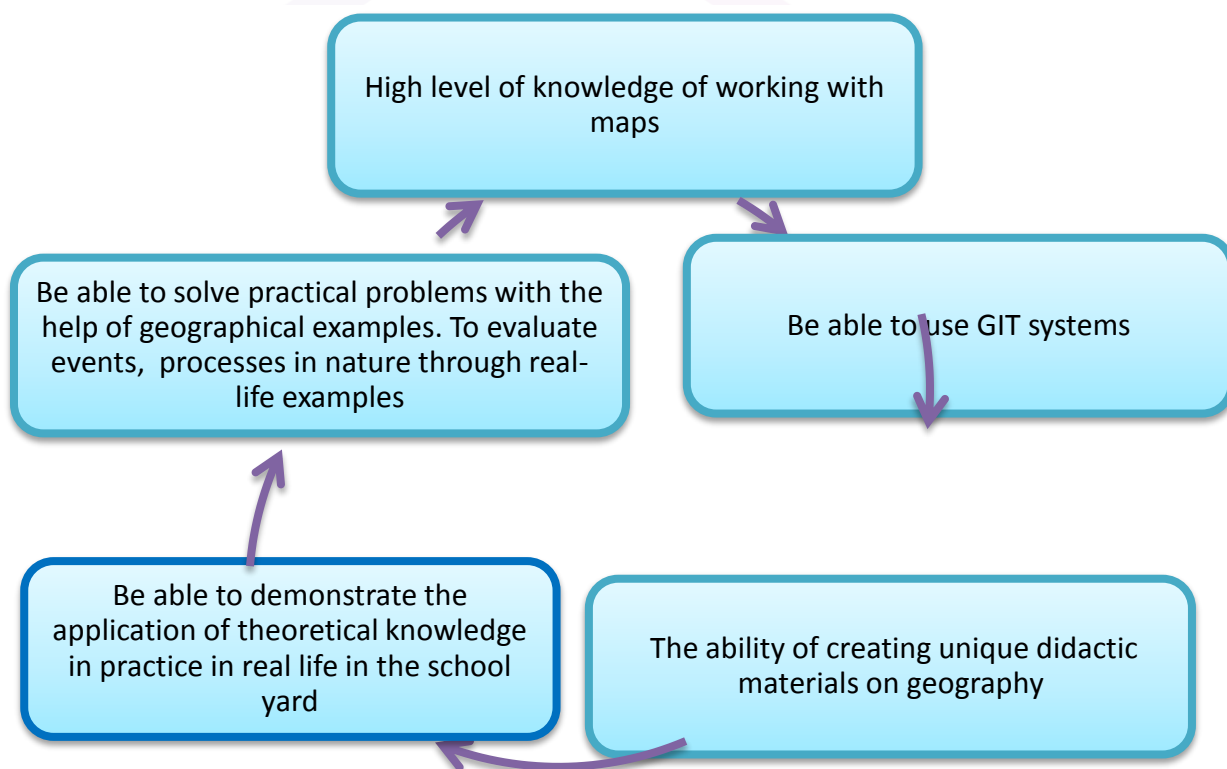 High level of knowledge of working with
maps
Be able to use GIT systems
The ability of creating unique didactic
materials on geography
Be able to demonstrate the
application of theoretical knowledge
in practice in real life in the school
yard
Be able to solve practical problems with the
help of geographical examples. To evaluate
events, processes in nature through real-
life examples